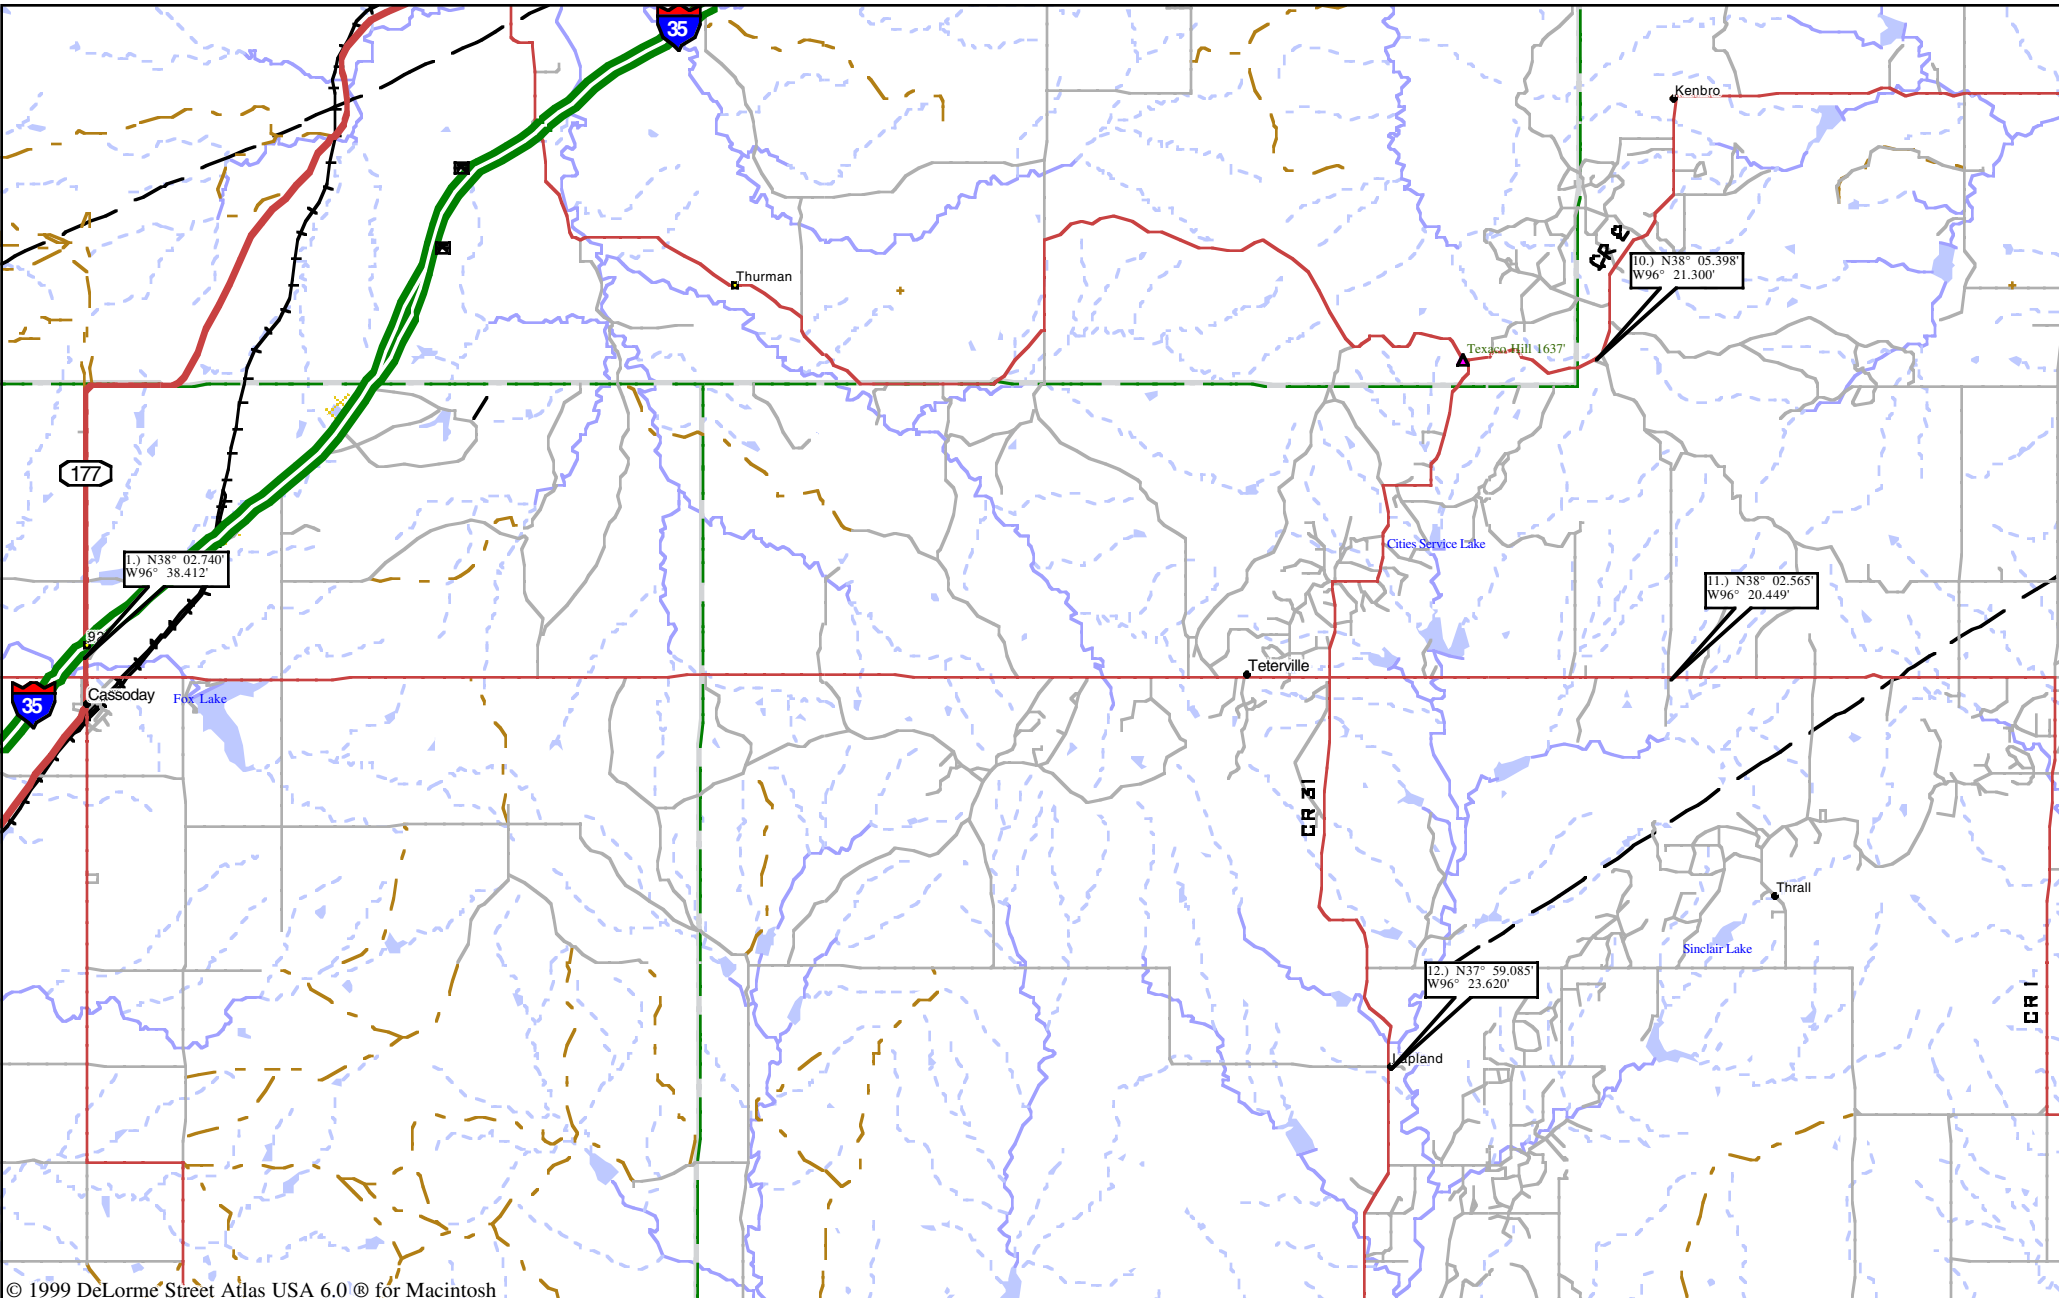 35
Kenbro
CR 2
10.) N38° 05.398'
W96° 21.300'
Thurman
Texaco Hill 1637'
177
Cities Service Lake
1.) N38° 02.740'
W96° 38.412'
11.) N38° 02.565'
W96° 20.449'
92
Teterville
Cassoday
Fox Lake
35
CR 31
Thrall
Sinclair Lake
12.) N37° 59.085'
W96° 23.620'
CR 1
Lapland
© 1999 DeLorme Street Atlas USA 6.0 ® for Macintosh